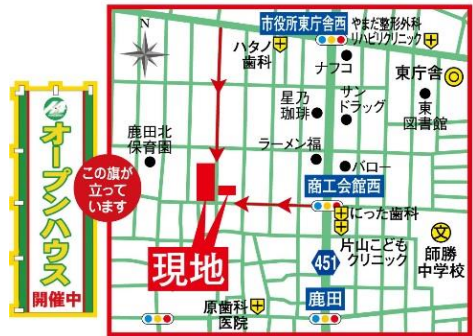 オープンハウス
開催中
この旗が
立って
います
N
市役所東庁舎西
やまだ整形外科
リハビリクリニック
ハタノ
歯科
ナフコ
東庁舎
星乃
珈琲
サン
ドラッグ
東
図書館
鹿田北
保育園
ラーメン福
バロー
商工会館西
にった歯科
片山こども
クリニック
文
師勝
中学校
現地
451
原歯科
医院
鹿田